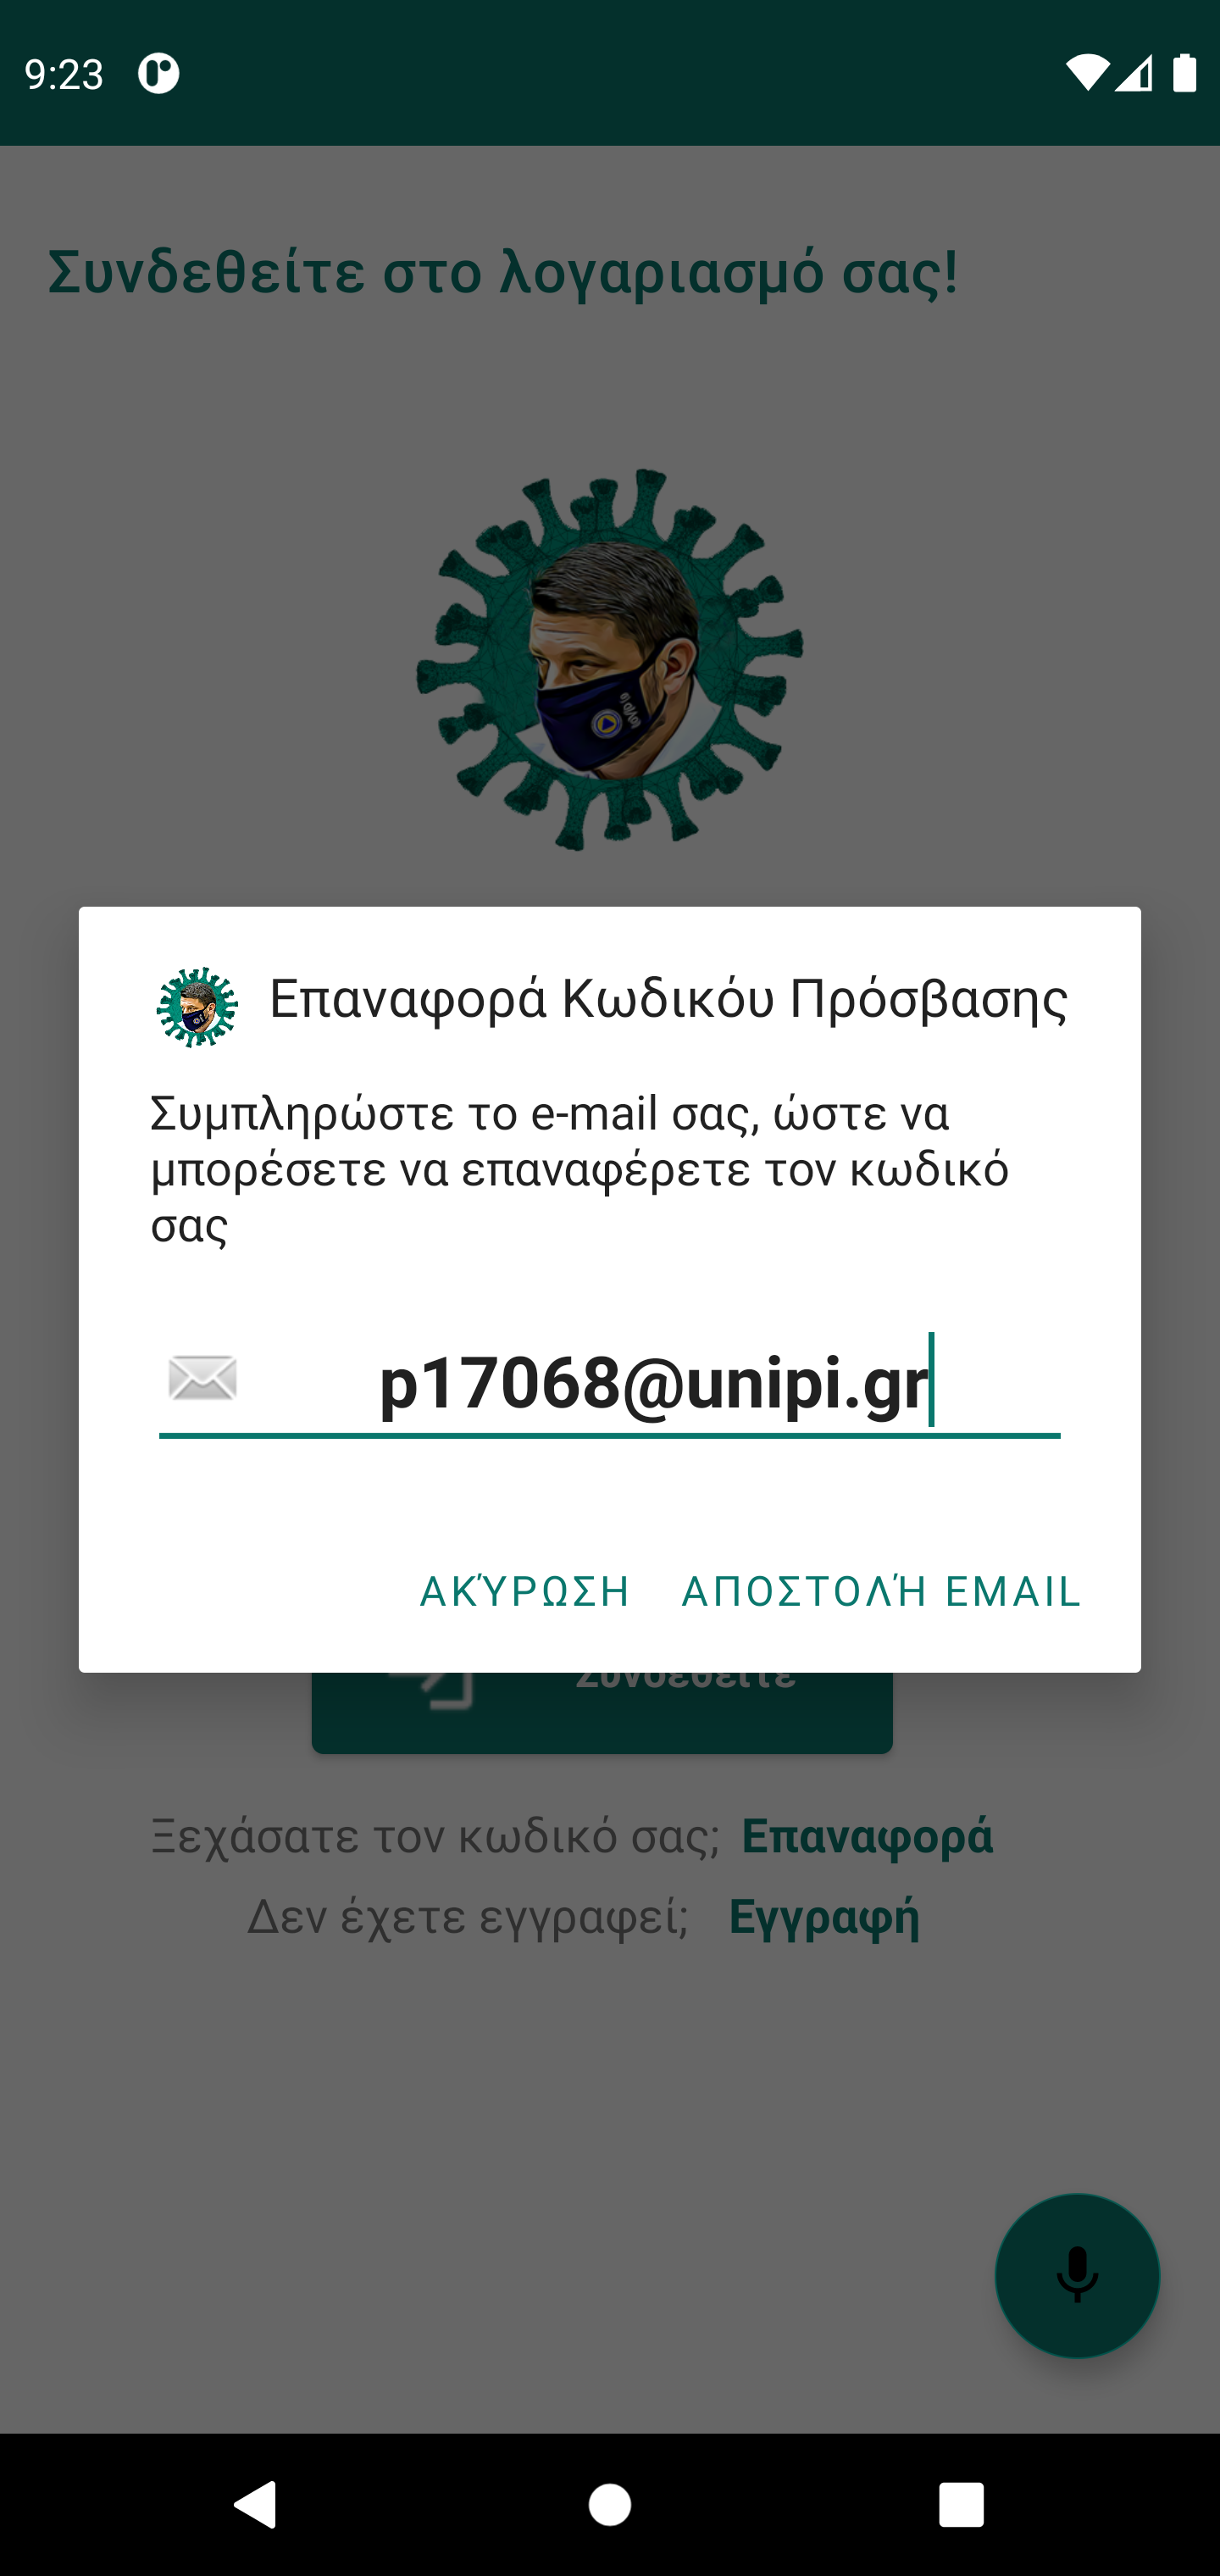 9:23
Συνδεθείτε στο λογαριασμό σας!
Επαναφορά Κωδικόυ Πρόσβασης
Συμπληρώστε το e-mail σας, ώστε να
μπορέσετε να επαναφέρετε τον κωδικό
σας
p17068@unipi.gr
ΑΚΎΡΩΣΗ ΑΠΟΣΤΟΛΉ EMAIL
Συνδεθείτε
Ξεχάσατε τον κωδικό σας; Επαναφορά
Δεν έχετε εγγραφεί; Εγγραφή